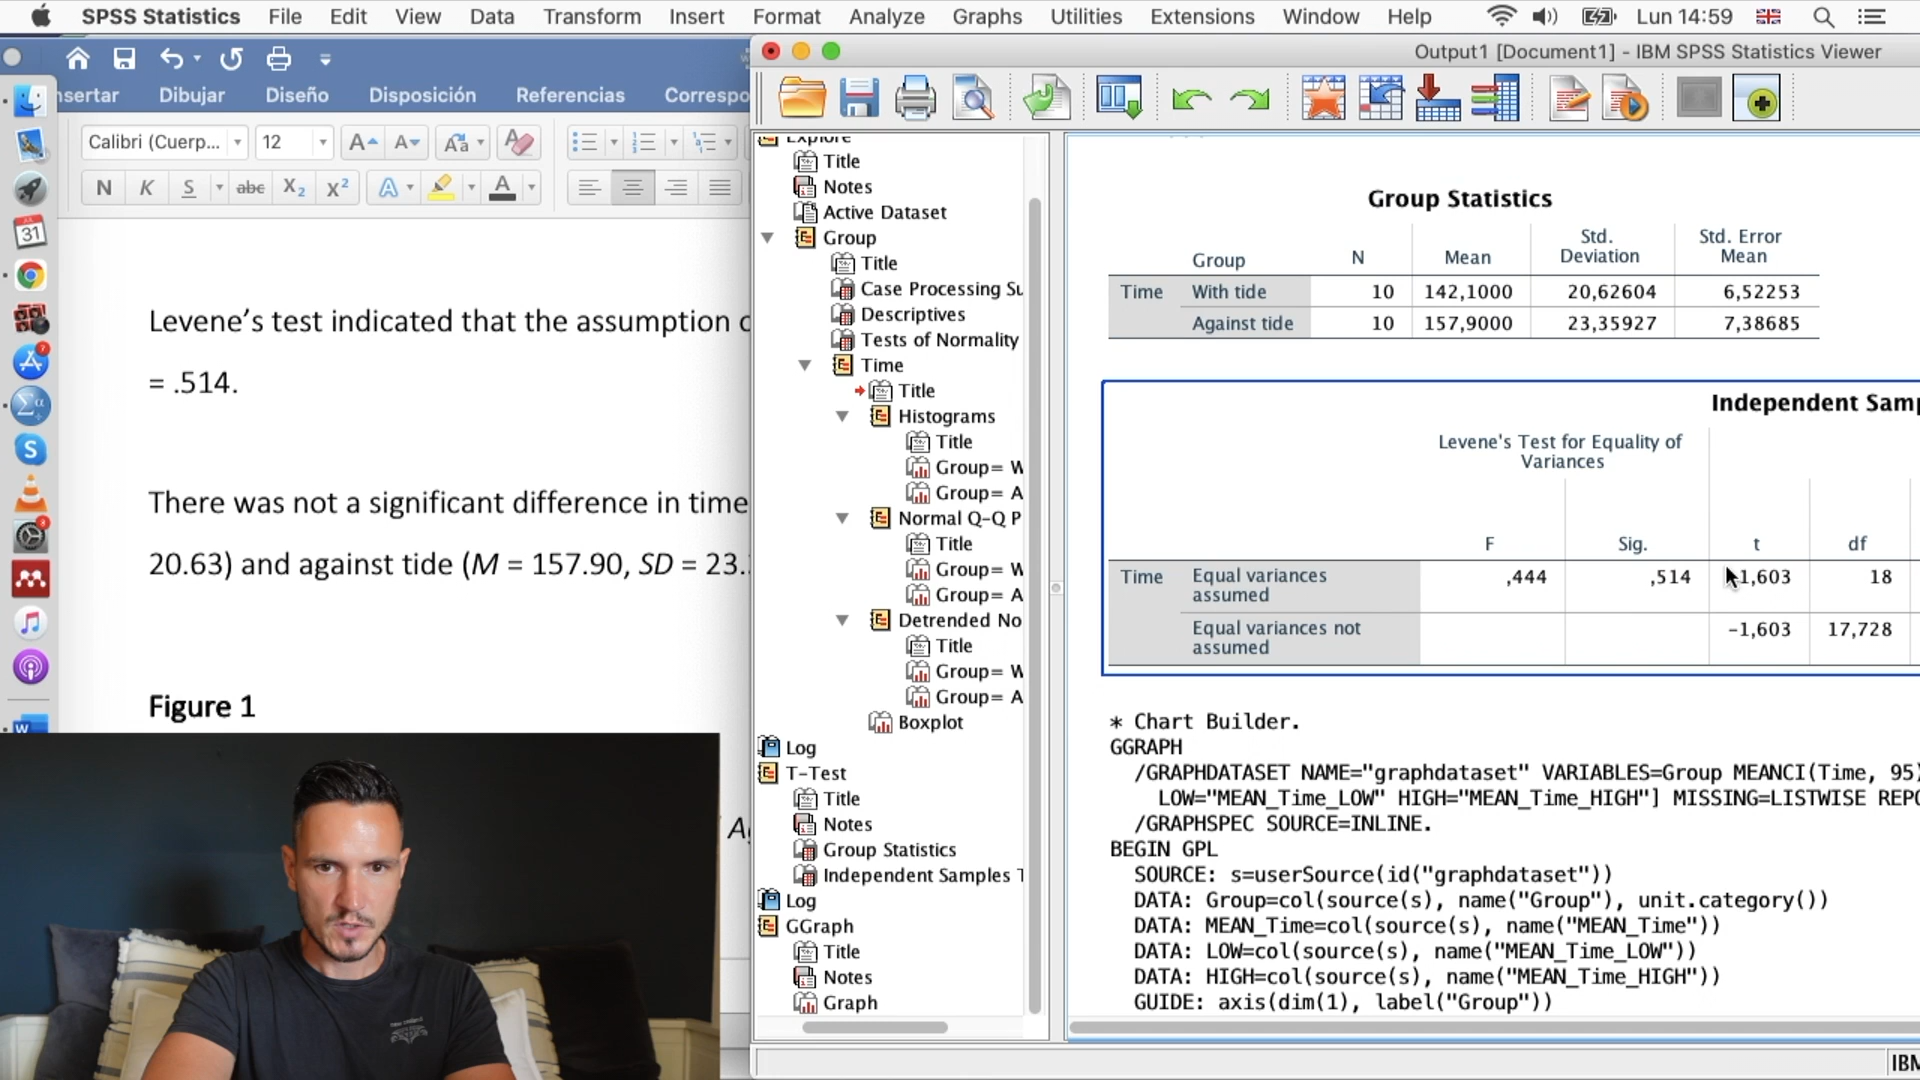 SPSS Statistics File Edit View Data Transform Insert Format Analyze Graphs Utilities Extensions Window Help Lun 14:59
Output1 [Document1] - IBM SPSS Statistics Viewer
nsertar Dibujar Diseño Disposición Referencias Correspo
Calibri (Cuerp... 12 A A Aa A
N K S abc X2 X2 A A
Levene's test indicated that the assumption
= .514.
There was not a significant difference in time
20.63) and against tide (M = 157.90, SD = 23.
Figure 1
Explore
Title
Notes
Active Dataset
Group
Title
Case Processing Su
Descriptives
Tests of Normality
Time
Title
Histograms
Title
Group= W
Group= A
Normal Q-Q P
Title
Group= W
Group= A
Detrended No
Title
Group= W
Group= A
Boxplot
Log
T-Test
Title
Notes
Group Statistics
Independent Samples T
Log
GGraph
Title
Notes
Graph
Group Statistics
Group N Mean Std. Deviation Std. Error Mean
Time With tide 10 142,1000 20,62604 6,52253
Against tide 10 157,9000 23,35927 7,38685
Independent Samp
Levene's Test for Equality of
Variances
F Sig. t df
Time Equal variances assumed ,444 ,514 1,603 18
Equal variances not assumed -1,603 17,728
* Chart Builder.
GGRAPH
/GRAPHDATASET NAME="graphdataset" VARIABLES=Group MEANCI(Time, 95)
LOW="MEAN_Time_LOW" HIGH="MEAN_Time_HIGH"] MISSING=LISTWISE REPO
/GRAPHSPEC SOURCE=INLINE.
BEGIN GPL
SOURCE: s=userSource(id("graphdataset"))
DATA: Group=col(source(s), name("Group"), unit.category())
DATA: MEAN_Time=col(source(s), name("MEAN_Time"))
DATA: LOW=col(source(s), name("MEAN_Time_LOW"))
DATA: HIGH=col(source(s), name("MEAN_Time_HIGH"))
GUIDE: axis(dim(1), label("Group"))
IBM